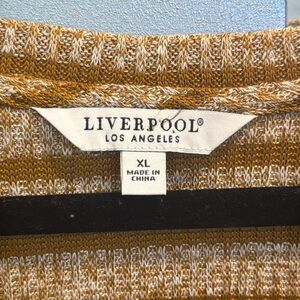 LIVERPOOL®
LOS ANGELES
XL
MADE IN
CHINA